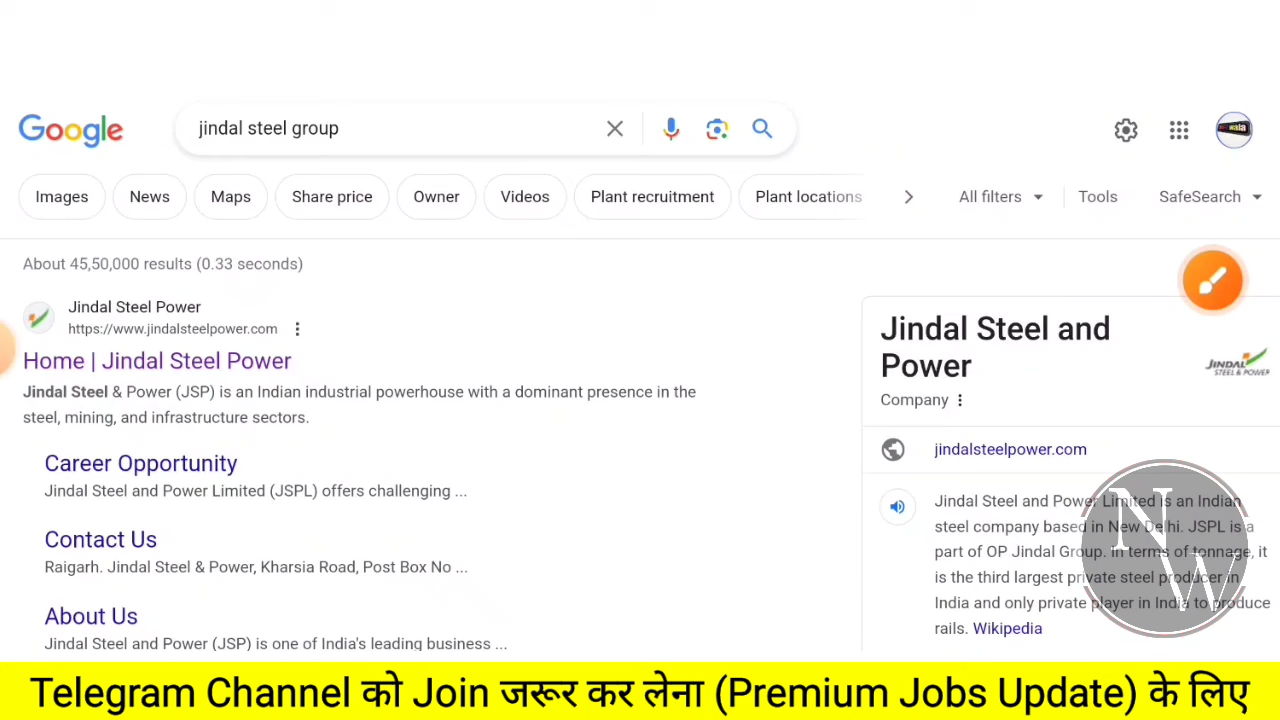 Google
jindal steel group
Images
News
Maps
Share price
Owner
Videos
Plant recruitment
Plant locations
All filters
Tools
SafeSearch
About 45,50,000 results (0.33 seconds)
Jindal Steel Power
https://www.jindalsteelpower.com
Home | Jindal Steel Power
Jindal Steel & Power (JSP) is an Indian industrial powerhouse with a dominant presence in the
steel, mining, and infrastructure sectors.
Career Opportunity
Jindal Steel and Power Limited (JSPL) offers challenging ...
Contact Us
Raigarh. Jindal Steel & Power, Kharsia Road, Post Box No ...
About Us
Jindal Steel and Power (JSP) is one of India's leading business ...
Jindal Steel and
Power
JINDAL
STEEL & POWER
Company
jindalsteelpower.com
Jindal Steel and Power Limited is an Indian
steel company based in New Delhi. JSPL is a
part of OP Jindal Group. In terms of tonnage, it
is the third largest private steel producer in
India and only private player in India to produce
rails. Wikipedia
N
W
Telegram Channel को Join जरूर कर लेना (Premium Jobs Update) के लिए